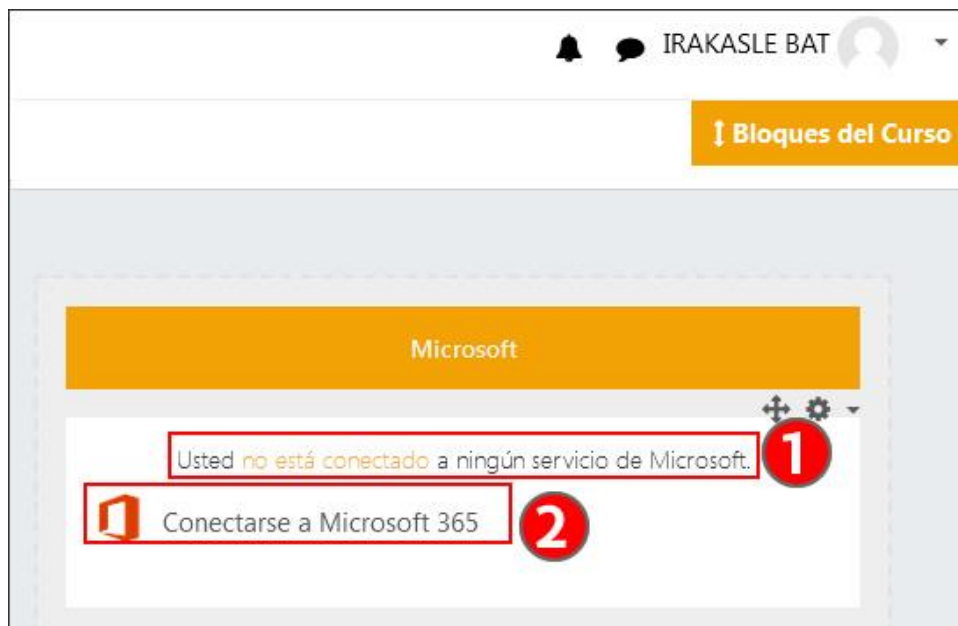 IRAKASLE BAT
Bloques del Curso
Microsoft
Usted no está conectado a ningún servicio de Microsoft.
1
Conectarse a Microsoft 365
2